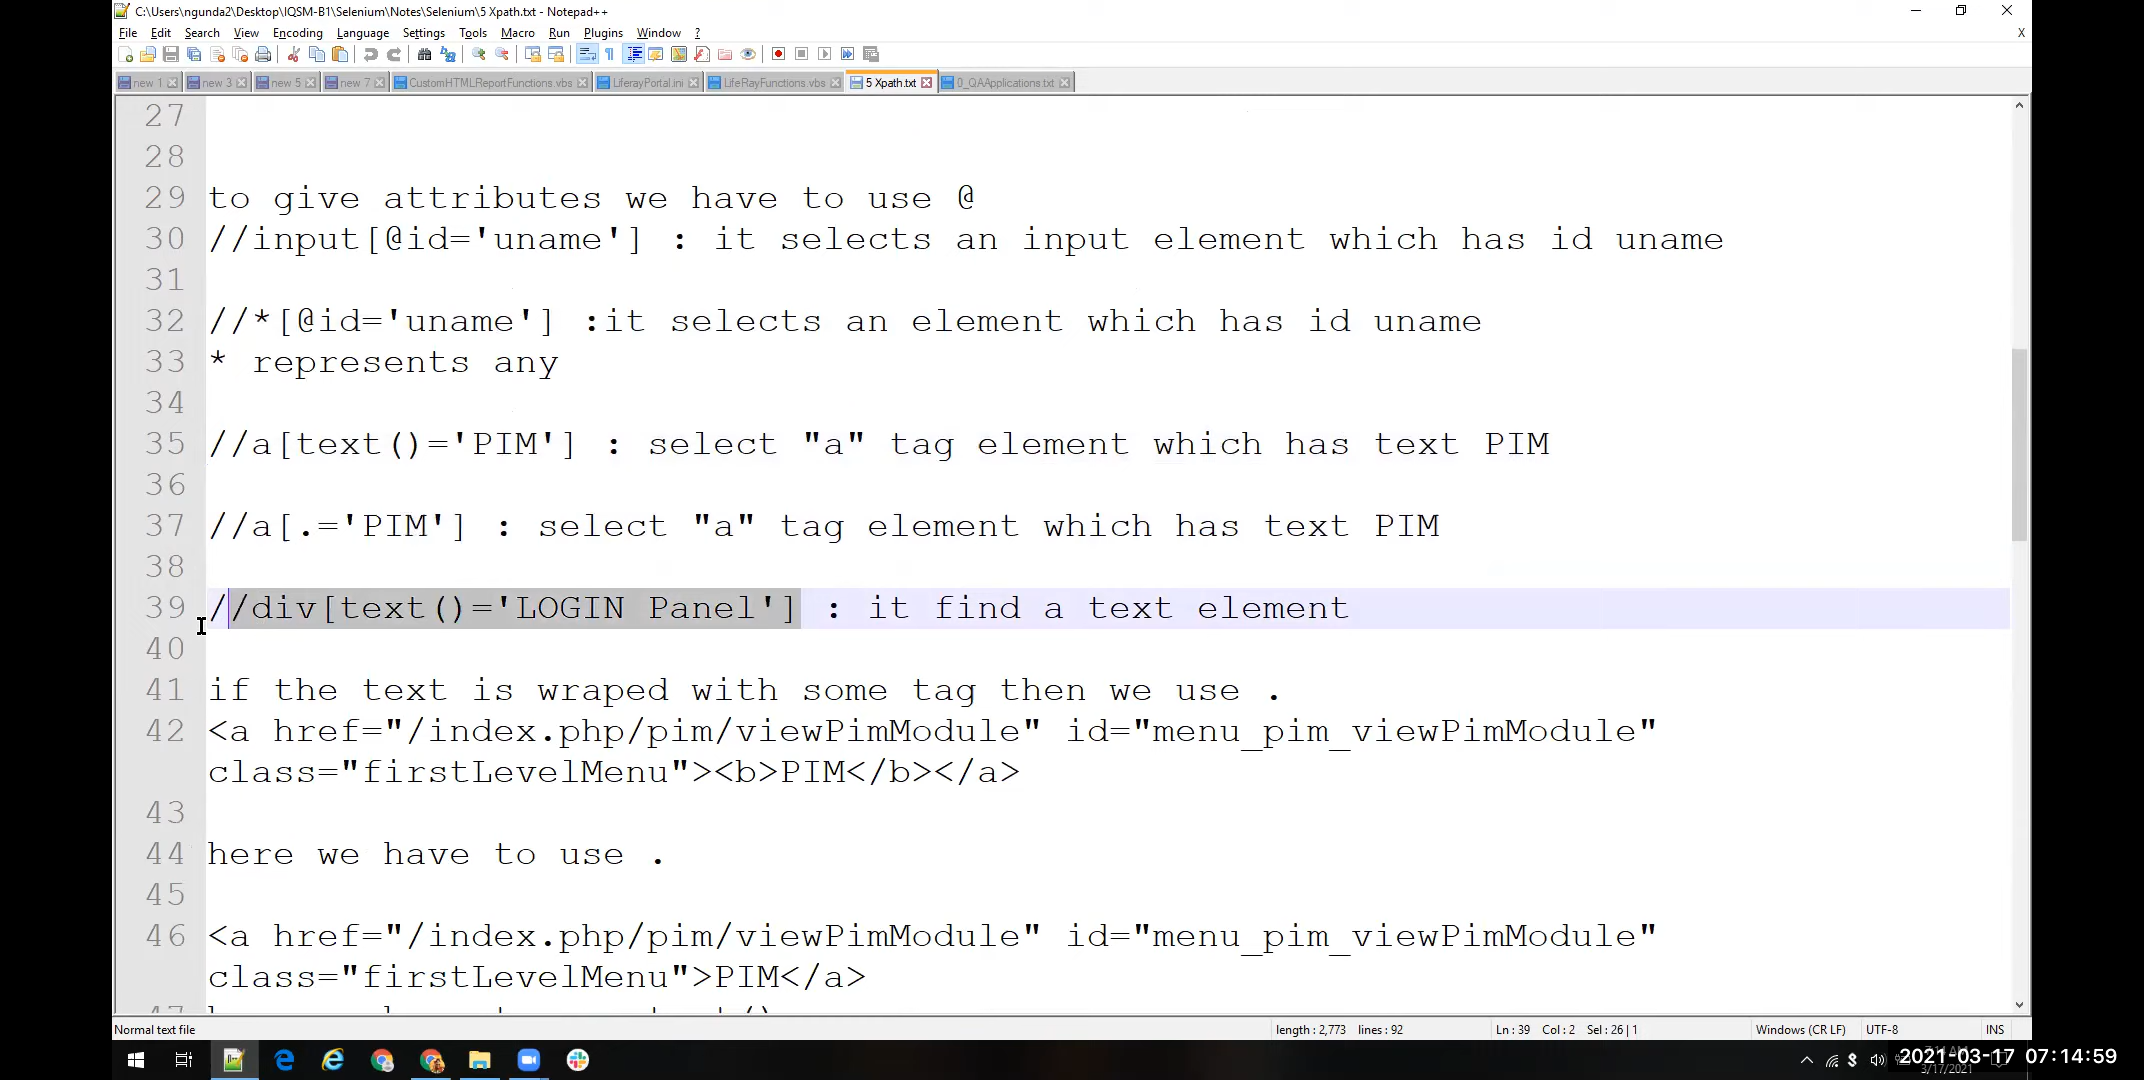 C:\Users\ngunda2\Desktop\IQSM-B1\Selenium\Notes\Selenium\5 Xpath.txt - Notepad++
File Edit Search View Encoding Language Settings Tools Macro Run Plugins Window ? X
new 1 new 3 new 5 new 7 CustomHTMLReportFunctions.vbs LiferayPortal.ini LifeRayFunctions.vbs 5 Xpath.txt 0_QAApplications.txt
27
28
29 to give attributes we have to use @
30 //input[@id='uname'] : it selects an input element which has id uname
31
32 //*[@id='uname'] :it selects an element which has id uname
33 * represents any
34
35 //a[text()='PIM'] : select "a" tag element which has text PIM
36
37 //a[.='PIM'] : select "a" tag element which has text PIM
38
39 //div[text()='LOGIN Panel'] : it find a text element
40
41 if the text is wraped with some tag then we use .
42 <a href="/index.php/pim/viewPimModule" id="menu_pim_viewPimModule"
class="firstLevelMenu"><b>PIM</b></a>
43
44 here we have to use .
45
46 <a href="/index.php/pim/viewPimModule" id="menu_pim_viewPimModule"
class="firstLevelMenu">PIM</a>
47
Normal text file length : 2,773 lines : 92 Ln : 39 Col : 2 Sel : 26 | 1 Windows (CR LF) UTF-8 INS
2021-03-17 07:14:59
3/17/2021